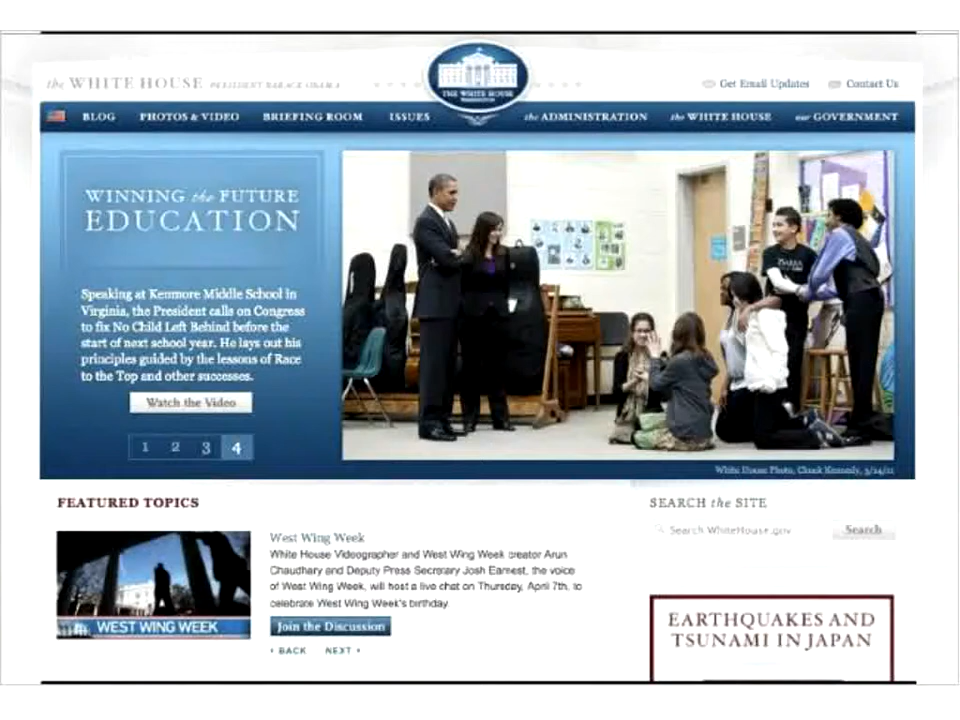 the WHITE HOUSE PRESIDENT BARACK OBAMA
THE WHITE HOUSE
WASHINGTON
Get Email Updates Contact Us
BLOG PHOTOS & VIDEO BRIEFING ROOM ISSUES the ADMINISTRATION the WHITE HOUSE our GOVERNMENT
WINNING the FUTURE
EDUCATION
Speaking at Kenmore Middle School in
Virginia, the President calls on Congress
to fix No Child Left Behind before the
start of next school year. He lays out his
principles guided by the lessons of Race
to the Top and other successes.
Watch the Video
1 2 3 4
White House Photo, Chuck Kennedy, 3/14/11
FEATURED TOPICS
West Wing Week
White House Videographer and West Wing Week creator Arun
Chaudhary and Deputy Press Secretary Josh Earnest, the voice
of West Wing Week, will host a live chat on Thursday, April 7th, to
celebrate West Wing Week's birthday
Join the Discussion
BACK NEXT
WEST WING WEEK
SEARCH the SITE
Search WhiteHouse.gov Search
EARTHQUAKES AND
TSUNAMI IN JAPAN